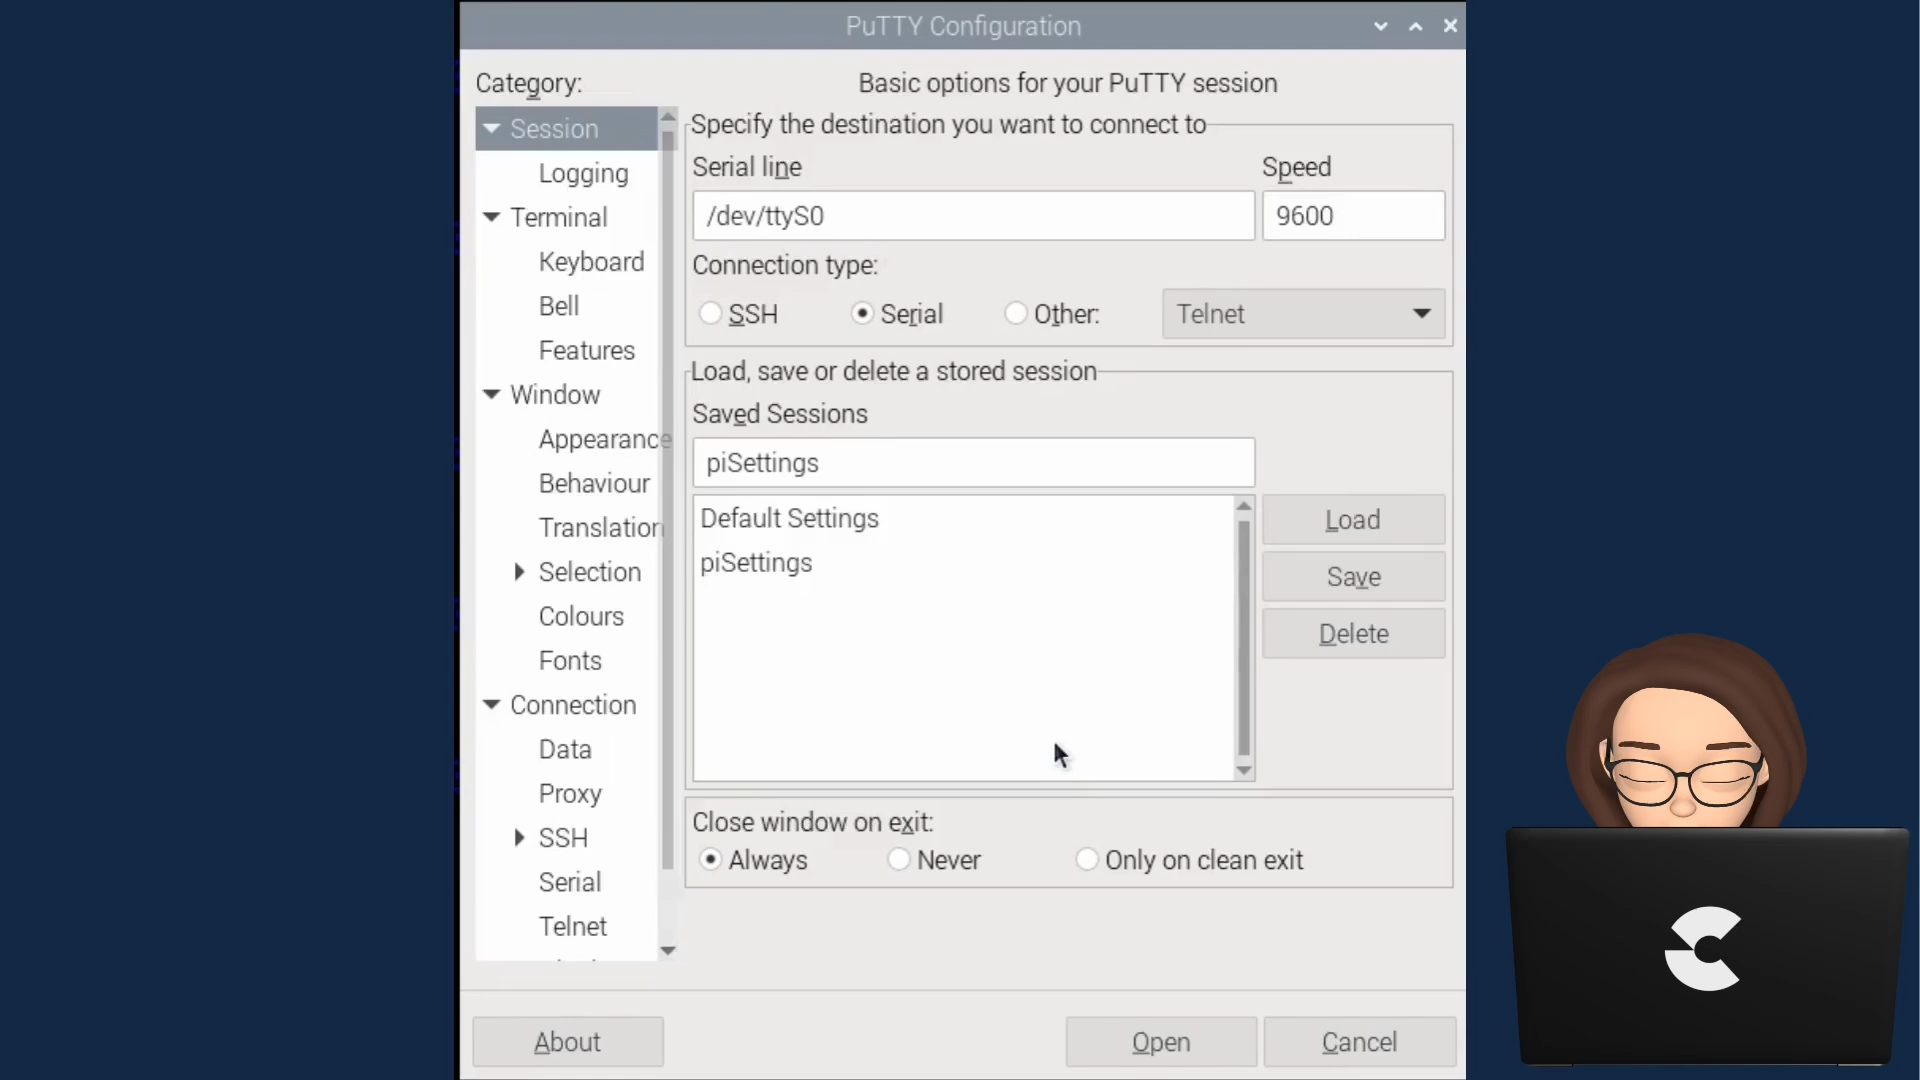 PuTTY Configuration
Category:
Basic options for your PuTTY session
Session
Logging
Terminal
Keyboard
Bell
Features
Window
Appearance
Behaviour
Translation
Selection
Colours
Fonts
Connection
Data
Proxy
SSH
Serial
Telnet
Specify the destination you want to connect to
Serial line
Speed
/dev/ttyS0
9600
Connection type:
SSH
Serial
Other:
Telnet
Load, save or delete a stored session
Saved Sessions
piSettings
Default Settings
piSettings
Load
Save
Delete
Close window on exit:
Always
Never
Only on clean exit
About
Open
Cancel